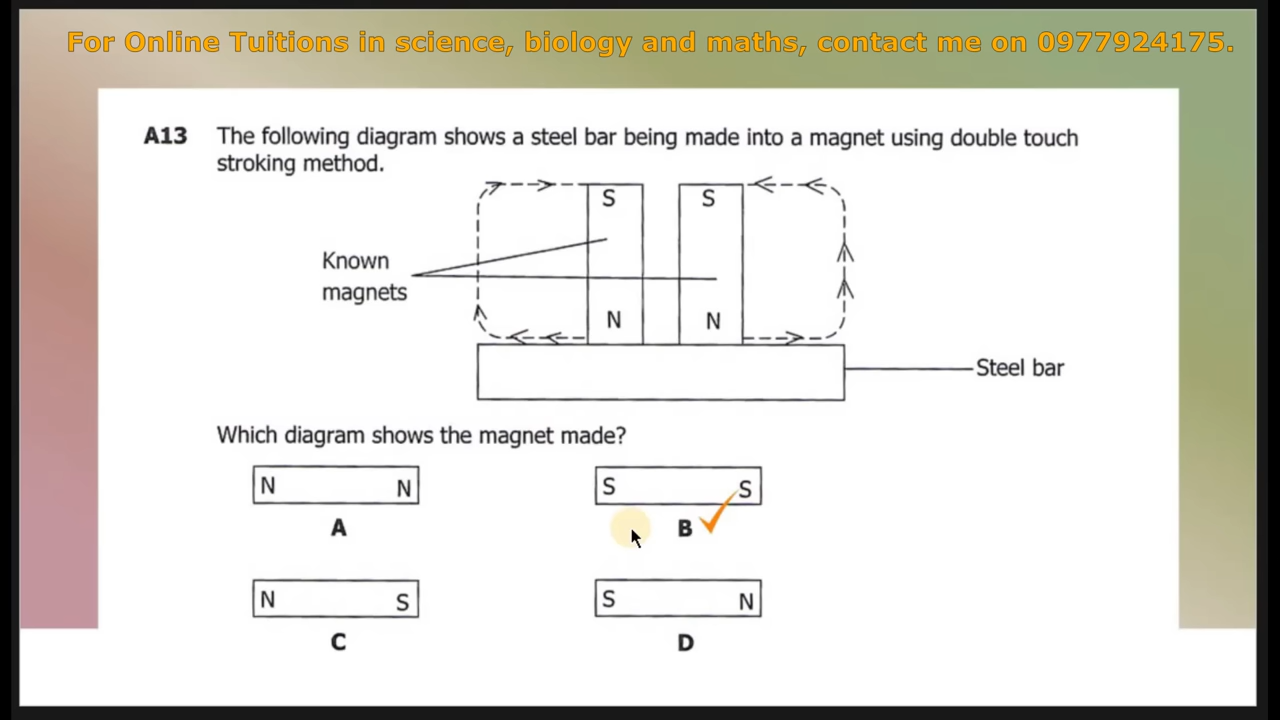 For Online Tuitions in science, biology and maths, contact me on 0977924175.
A13 The following diagram shows a steel bar being made into a magnet using double touch
stroking method.
S S
Known
magnets
N N
Steel bar
Which diagram shows the magnet made?
N N S S
A B
N S S N
C D